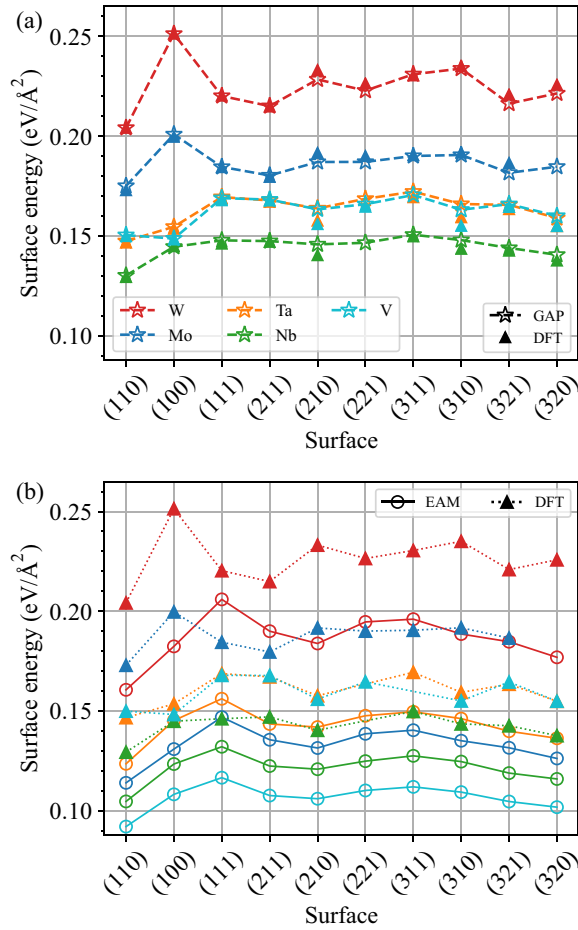 (a)
Surface energy (eV/Å²)
0.25
0.20
0.15
0.10
W
Ta
V
Mo
Nb
GAP
DFT
(110)
(100)
(111)
(211)
(210)
(221)
(311)
(310)
(321)
(320)
Surface
(b)
Surface energy (eV/Å²)
EAM
DFT
0.25
0.20
0.15
0.10
(110)
(100)
(111)
(211)
(210)
(221)
(311)
(310)
(321)
(320)
Surface